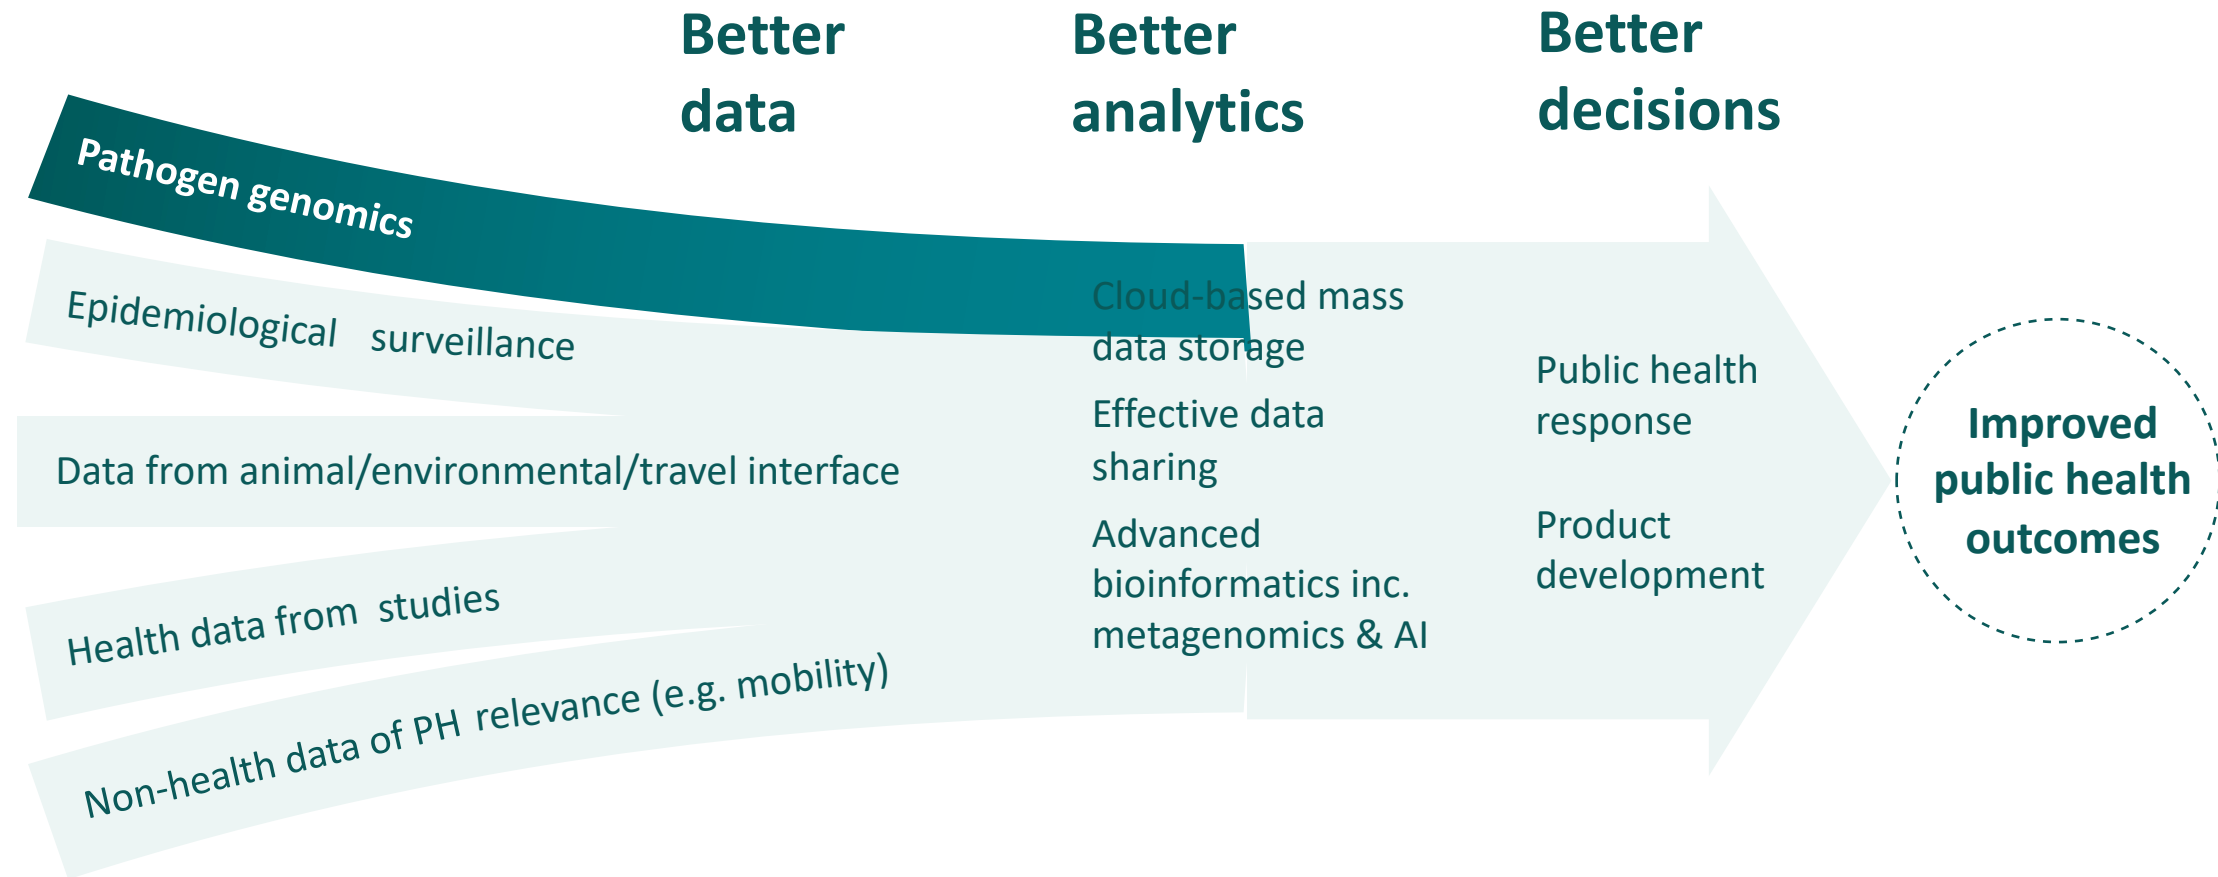 Better
data
Better
analytics
Better
decisions
Pathogen genomics
Epidemiological surveillance
Data from animal/environmental/travel interface
Health data from studies
Non-health data of PH relevance (e.g. mobility)
Cloud-based mass
data storage
Effective data
sharing
Advanced
bioinformatics inc.
metagenomics & AI
Public health
response
Product
development
Improved
public health
outcomes